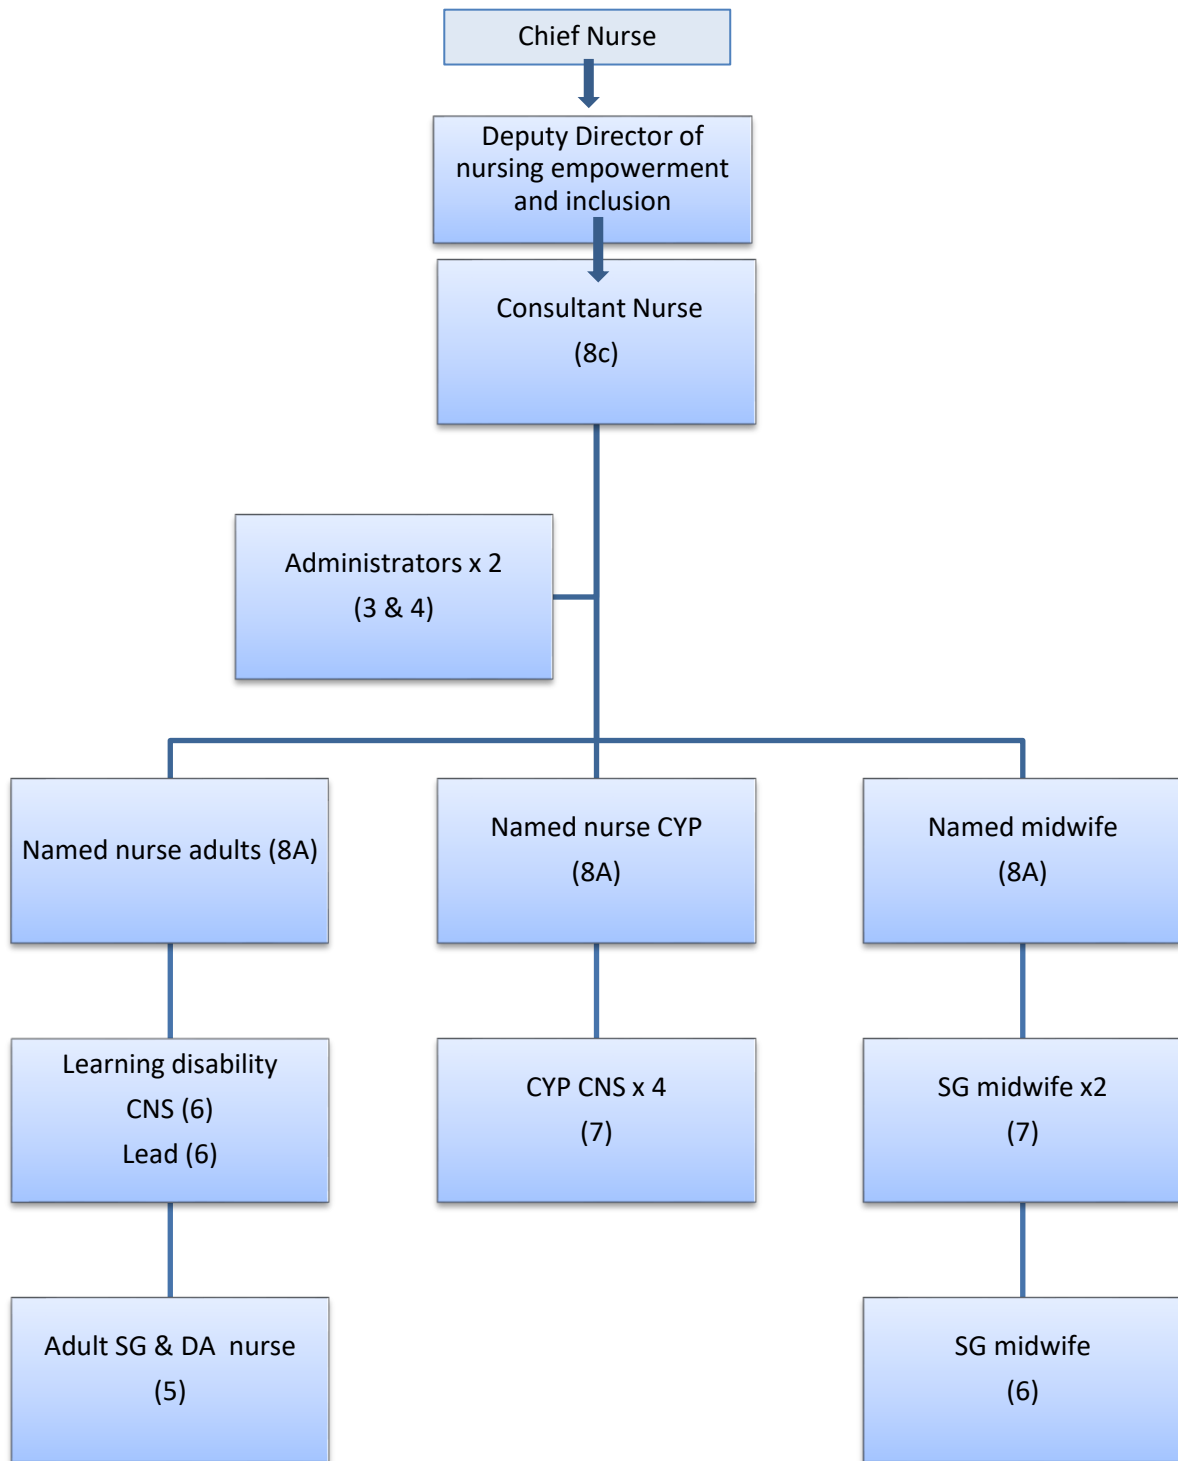 Chief Nurse
Deputy Director of
nursing empowerment
and inclusion
Consultant Nurse
(8c)
Administrators x 2
(3 & 4)
Named nurse adults (8A)
Named nurse CYP
(8A)
Named midwife
(8A)
Learning disability
CNS (6)
Lead (6)
CYP CNS x 4
(7)
SG midwife x2
(7)
Adult SG & DA  nurse
(5)
SG midwife
(6)